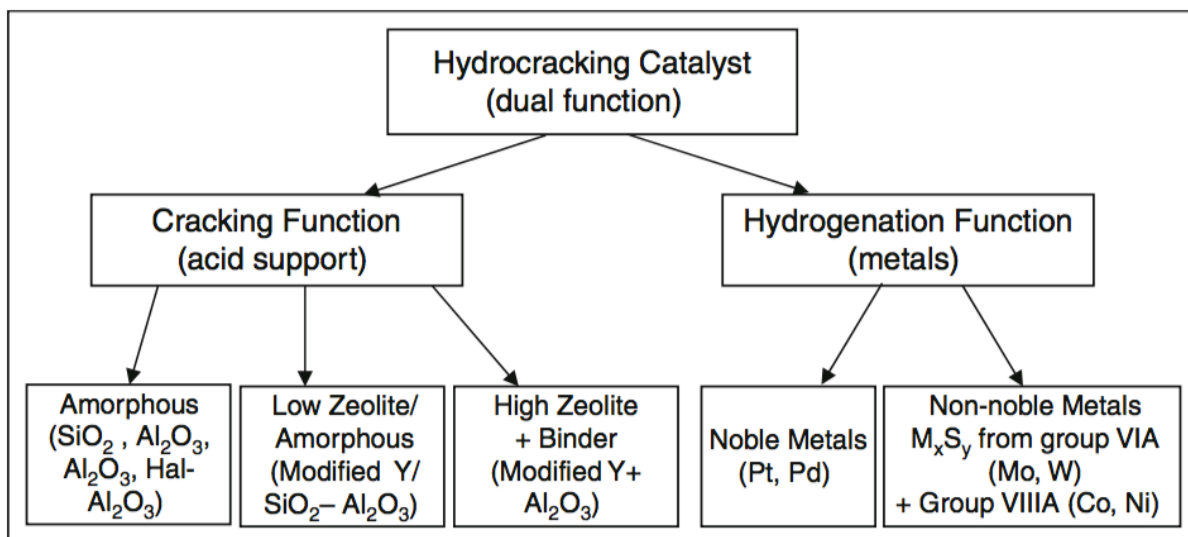 Hydrocracking Catalyst
(dual function)
Cracking Function
(acid support)
Hydrogenation Function
(metals)
Amorphous
(SiO₂ , Al₂O₃,
Al₂O₃, Hal-
Al₂O₃)
Low Zeolite/
Amorphous
(Modified Y/
SiO₂– Al₂O₃)
High Zeolite
+ Binder
(Modified Y+
Al₂O₃)
Noble Metals
(Pt, Pd)
Non-noble Metals
MₓSᵧ from group VIA
(Mo, W)
+ Group VIIIA (Co, Ni)